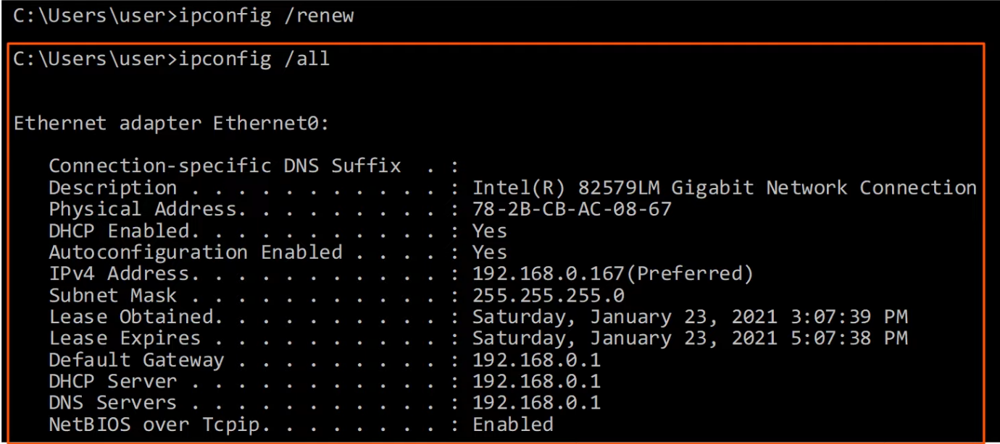 C:\Users\user>ipconfig /renew
C:\Users\user>ipconfig /all
Ethernet adapter Ethernet0:
Connection-specific DNS Suffix . :
Description . . . . . . . . . . . : Intel(R) 82579LM Gigabit Network Connection
Physical Address. . . . . . . . . : 78-2B-CB-AC-08-67
DHCP Enabled. . . . . . . . . . . : Yes
Autoconfiguration Enabled . . . . : Yes
IPv4 Address. . . . . . . . . . . : 192.168.0.167(Preferred)
Subnet Mask . . . . . . . . . . . : 255.255.255.0
Lease Obtained. . . . . . . . . . : Saturday, January 23, 2021 3:07:39 PM
Lease Expires . . . . . . . . . . : Saturday, January 23, 2021 5:07:38 PM
Default Gateway . . . . . . . . . : 192.168.0.1
DHCP Server . . . . . . . . . . . : 192.168.0.1
DNS Servers . . . . . . . . . . . : 192.168.0.1
NetBIOS over Tcpip. . . . . . . . : Enabled